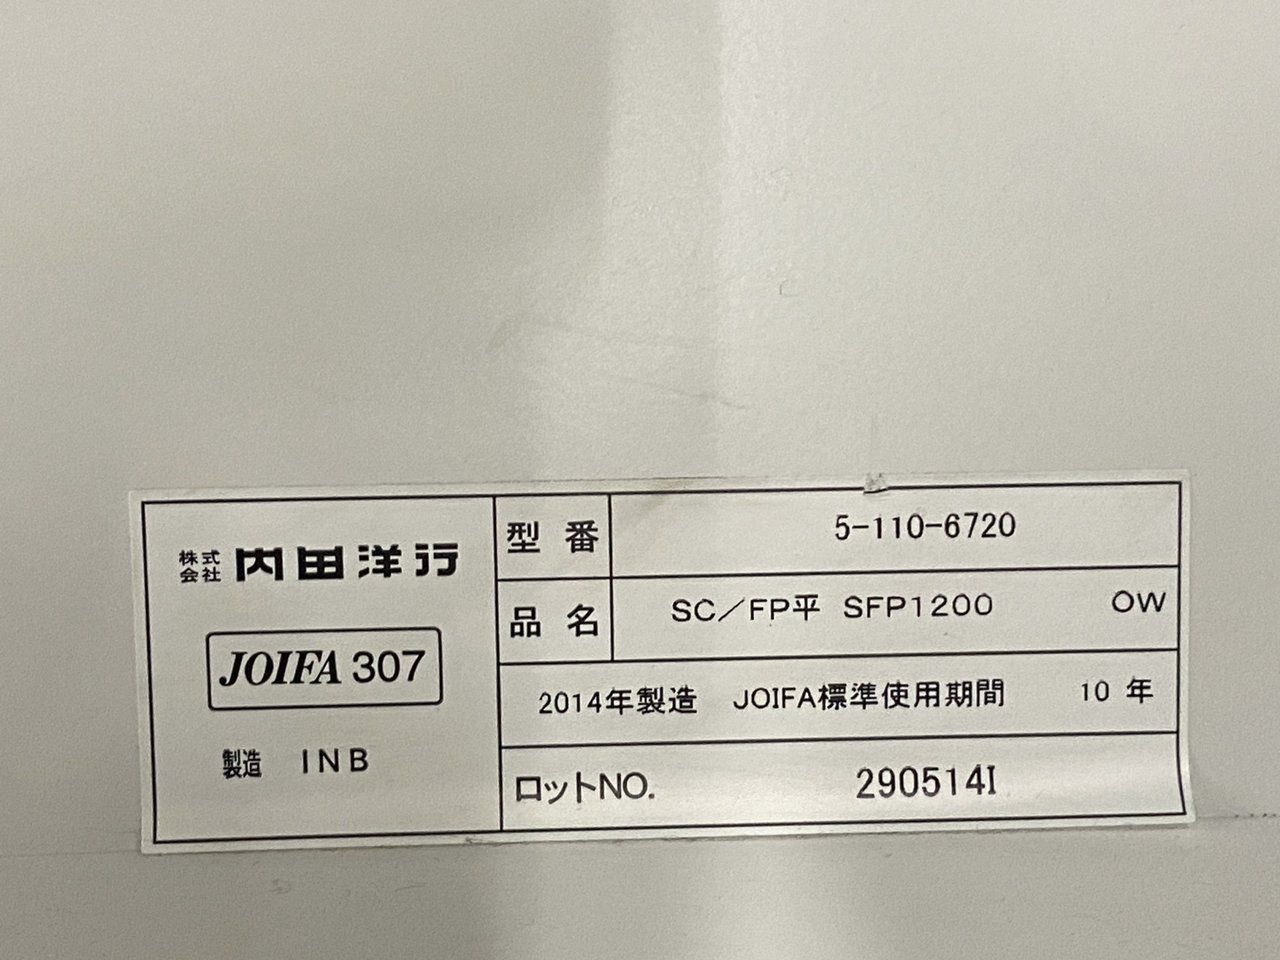 株式会社 内田洋行
JOIFA 307
製造 INB
型番 5-110-6720
品名 SC／FP平 SFP1200 OW
2014年製造 JOIFA標準使用期間 10年
ロットNO. 290514I